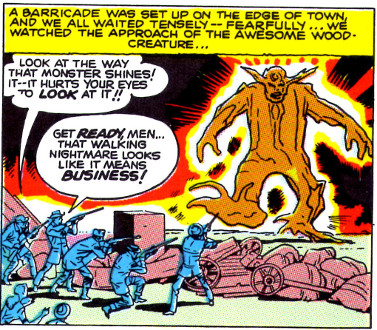 A BARRICADE WAS SET UP ON THE EDGE OF TOWN,
AND WE ALL WAITED TENSELY -- FEARFULLY... WE
WATCHED THE APPROACH OF THE AWESOME WOOD-
CREATURE...
LOOK AT THE WAY
THAT MONSTER SHINES!
IT--IT HURTS YOUR EYES
TO LOOK AT IT!!
GET READY, MEN...
THAT WALKING
NIGHTMARE LOOKS
LIKE IT MEANS
BUSINESS!